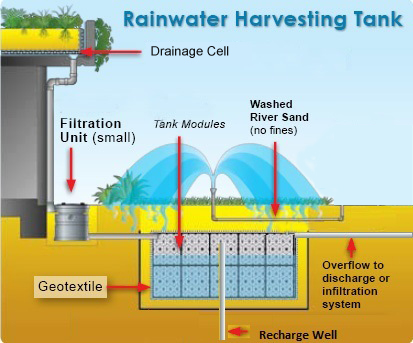 Rainwater Harvesting Tank
Drainage Cell
Filtration
Unit (small)
Tank Modules
Washed
River Sand
(no fines)
Geotextile
Overflow to
discharge or
infiltration
system
Recharge Well